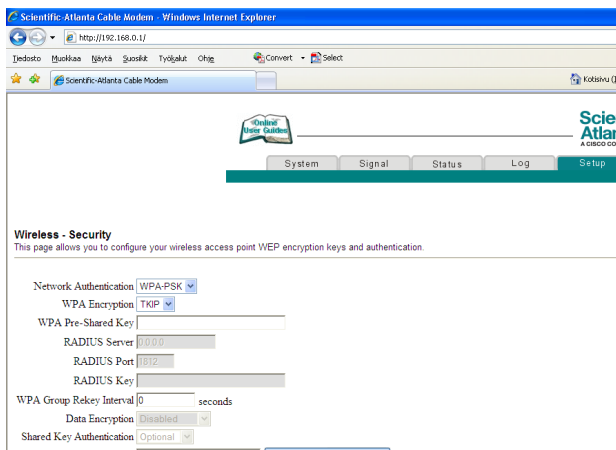 Scientific-Atlanta Cable Modem - Windows Internet Explorer
http://192.168.0.1/
Tiedosto Muokkaa Näytä Suosikit Työkalut Ohje Convert Select
Scientific-Atlanta Cable Modem Kotisivu (J
Online
User Guides
Scie
Atlan
A CISCO CO
System Signal Status Log Setup
Wireless - Security
This page allows you to configure your wireless access point WEP encryption keys and authentication.
Network Authentication WPA-PSK
WPA Encryption TKIP
WPA Pre-Shared Key
RADIUS Server 0.0.0.0
RADIUS Port 1812
RADIUS Key
WPA Group Rekey Interval 0 seconds
Data Encryption Disabled
Shared Key Authentication Optional